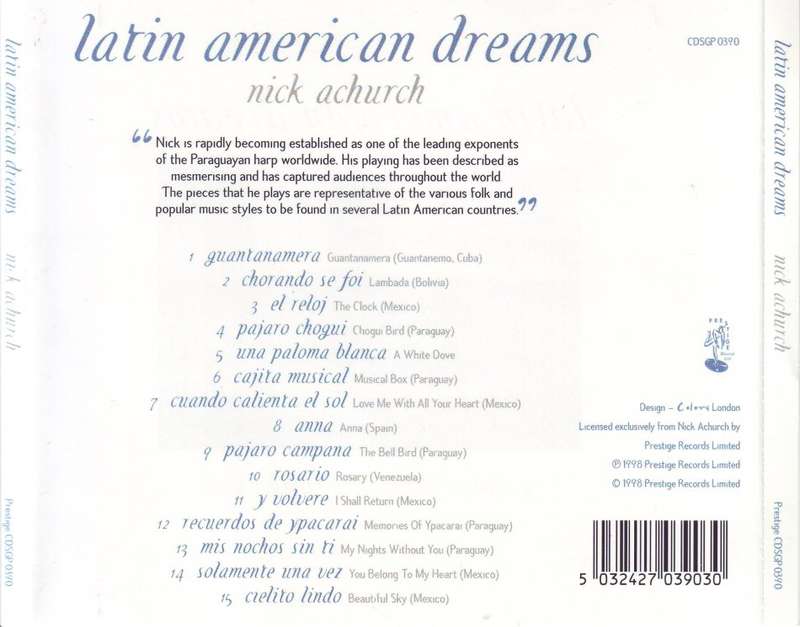 latin american dreams
CDSGP 0390
nick achurch
“Nick is rapidly becoming established as one of the leading exponents
of the Paraguayan harp worldwide. His playing has been described as
mesmerising and has captured audiences throughout the world
The pieces that he plays are representative of the various folk and
popular music styles to be found in several Latin American countries.”
1 guantanamera Guantanamera (Guantanemo, Cuba)
2 chorando se foi Lambada (Bolivia)
3 el reloj The Clock (Mexico)
4 pajaro chogui Chogui Bird (Paraguay)
5 una paloma blanca A White Dove
6 cajita musical Musical Box (Paraguay)
7 cuando calienta el sol Love Me With All Your Heart (Mexico)
8 anna Anna (Spain)
9 pajaro campana The Bell Bird (Paraguay)
10 rosario Rosary (Venezuela)
11 y volvere I Shall Return (Mexico)
12 recuerdos de ypacarai Memories Of Ypacarai (Paraguay)
13 mis nochos sin ti My Nights Without You (Paraguay)
14 solamente una vez You Belong To My Heart (Mexico)
15 cielito lindo Beautiful Sky (Mexico)
PRESTIGE
Design – London
Licensed exclusively from Nick Achurch by
Prestige Records Limited
℗ 1998 Prestige Records Limited
© 1998 Prestige Records Limited
5 032427 039030
latin american dreams
nick achurch
Prestige CDSGP 0390
latin american dreams
nick achurch
Prestige CDSGP 0390